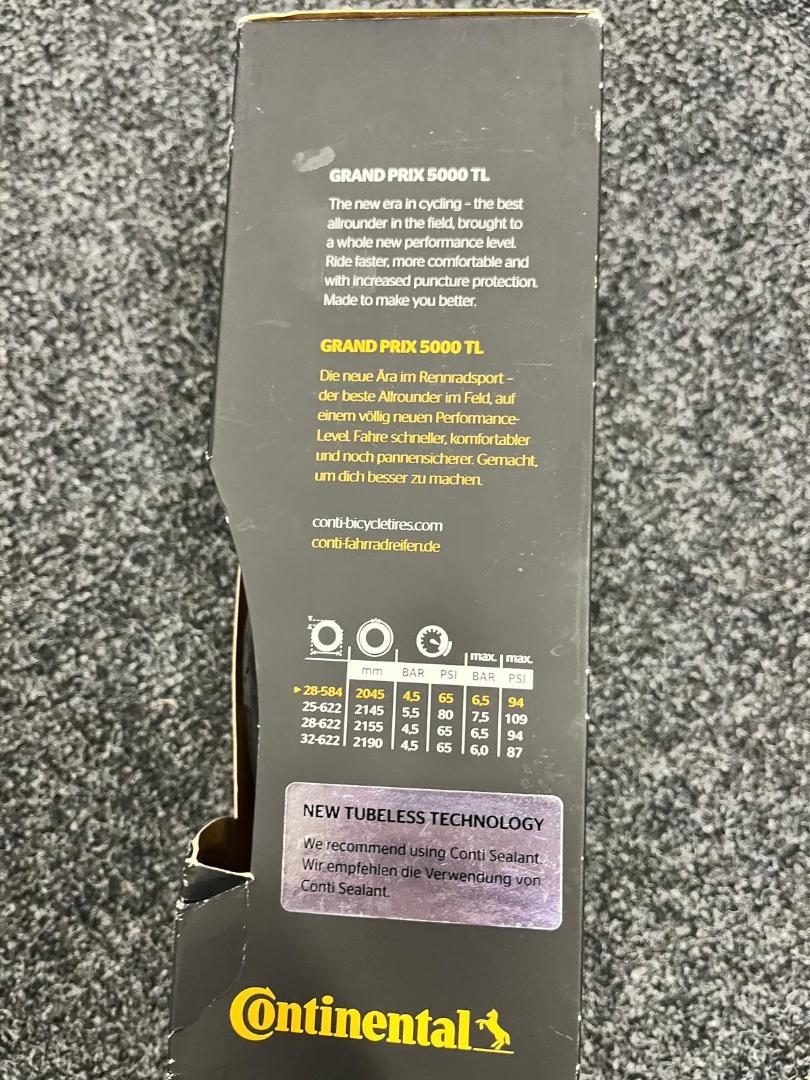 GRAND PRIX 5000 TL
The new era in cycling – the best
allrounder in the field, brought to
a whole new performance level.
Ride faster, more comfortable and
with increased puncture protection.
Made to make you better.
GRAND PRIX 5000 TL
Die neue Ära im Rennradsport –
der beste Allrounder im Feld, auf
einem völlig neuen Performance-
Level. Fahre schneller, komfortabler
und noch pannensicherer. Gemacht,
um dich besser zu machen.
conti-bicycletires.com
conti-fahrradreifen.de
max. max.
mm BAR PSI BAR PSI
▸28-584 2045 4,5 65 6,5 94
25-622 2145 5,5 80 7,5 109
28-622 2155 4,5 65 6,5 94
32-622 2190 4,5 65 6,0 87
NEW TUBELESS TECHNOLOGY
We recommend using Conti Sealant.
Wir empfehlen die Verwendung von
Conti Sealant.
Continental